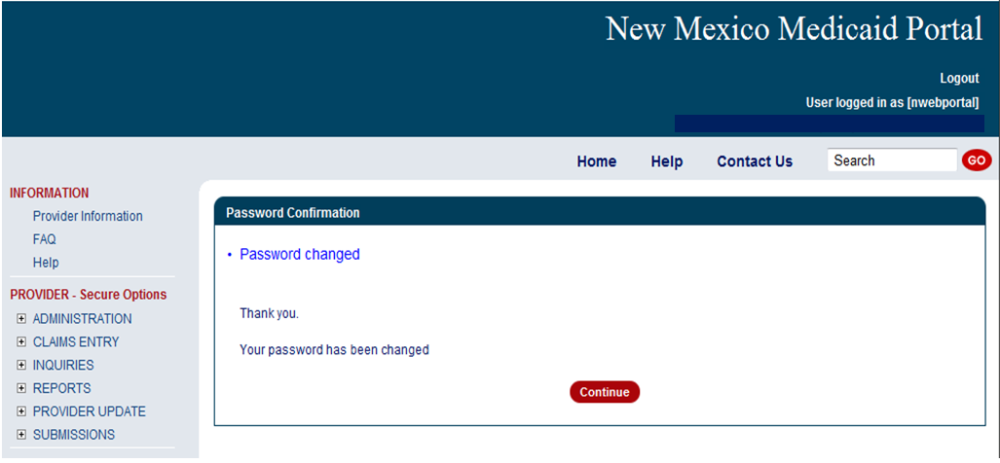 New Mexico Medicaid Portal
Logout
User logged in as [nwebportal]
Home Help Contact Us Search GO
INFORMATION
Provider Information
FAQ
Help
PROVIDER - Secure Options
ADMINISTRATION
CLAIMS ENTRY
INQUIRIES
REPORTS
PROVIDER UPDATE
SUBMISSIONS
Password Confirmation
• Password changed
Thank you.
Your password has been changed
Continue